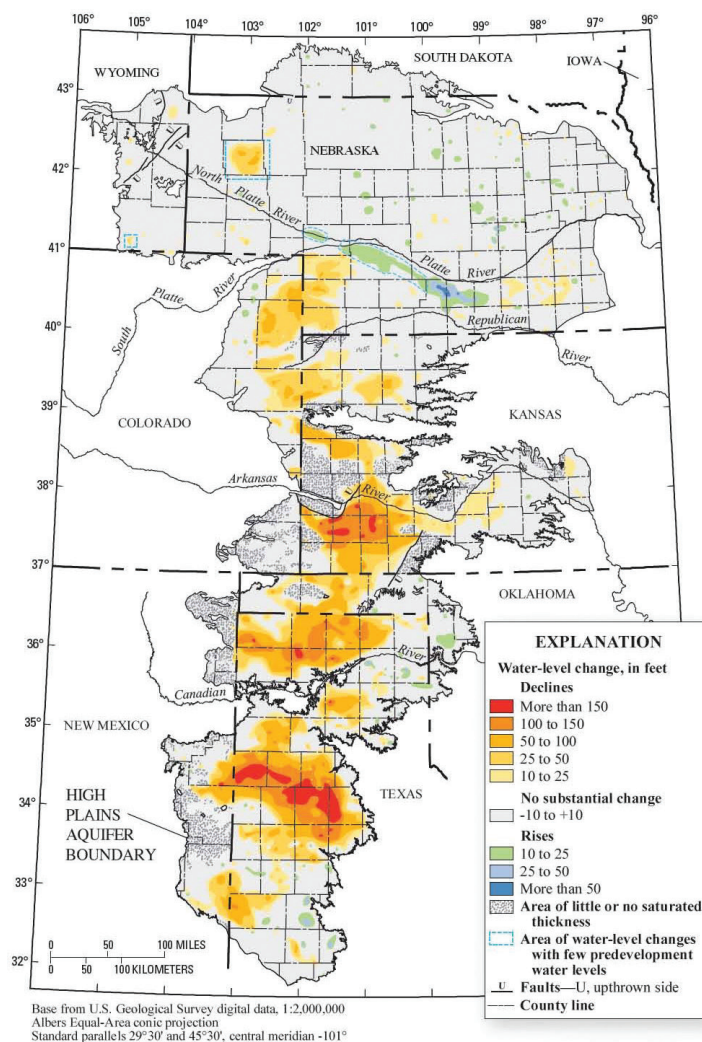 106° 105° 104° 103° 102° 101° 100° 99° 98° 97° 96°
43°
WYOMING
SOUTH DAKOTA
IOWA
U
U
U
42°
NEBRASKA
North Platte River
41°
Platte River
South Platte River
40°
Republican River
39°
COLORADO
KANSAS
38°
Arkansas River
U
37°
U
OKLAHOMA
36°
River
Canadian
35°
NEW MEXICO
TEXAS
34°
HIGH
PLAINS
AQUIFER
BOUNDARY
33°
0 50 100 MILES
0 50 100 KILOMETERS
32°
105° 104° 103° 102° 101° 100° 99
EXPLANATION
Water-level change, in feet
Declines
More than 150
100 to 150
50 to 100
25 to 50
10 to 25
No substantial change
-10 to +10
Rises
10 to 25
25 to 50
More than 50
Area of little or no saturated
thickness
Area of water-level changes
with few predevelopment
water levels
U Faults—U, upthrown side
County line
Base from U.S. Geological Survey digital data, 1:2,000,000
Albers Equal-Area conic projection
Standard parallels 29°30' and 45°30', central meridian -101°